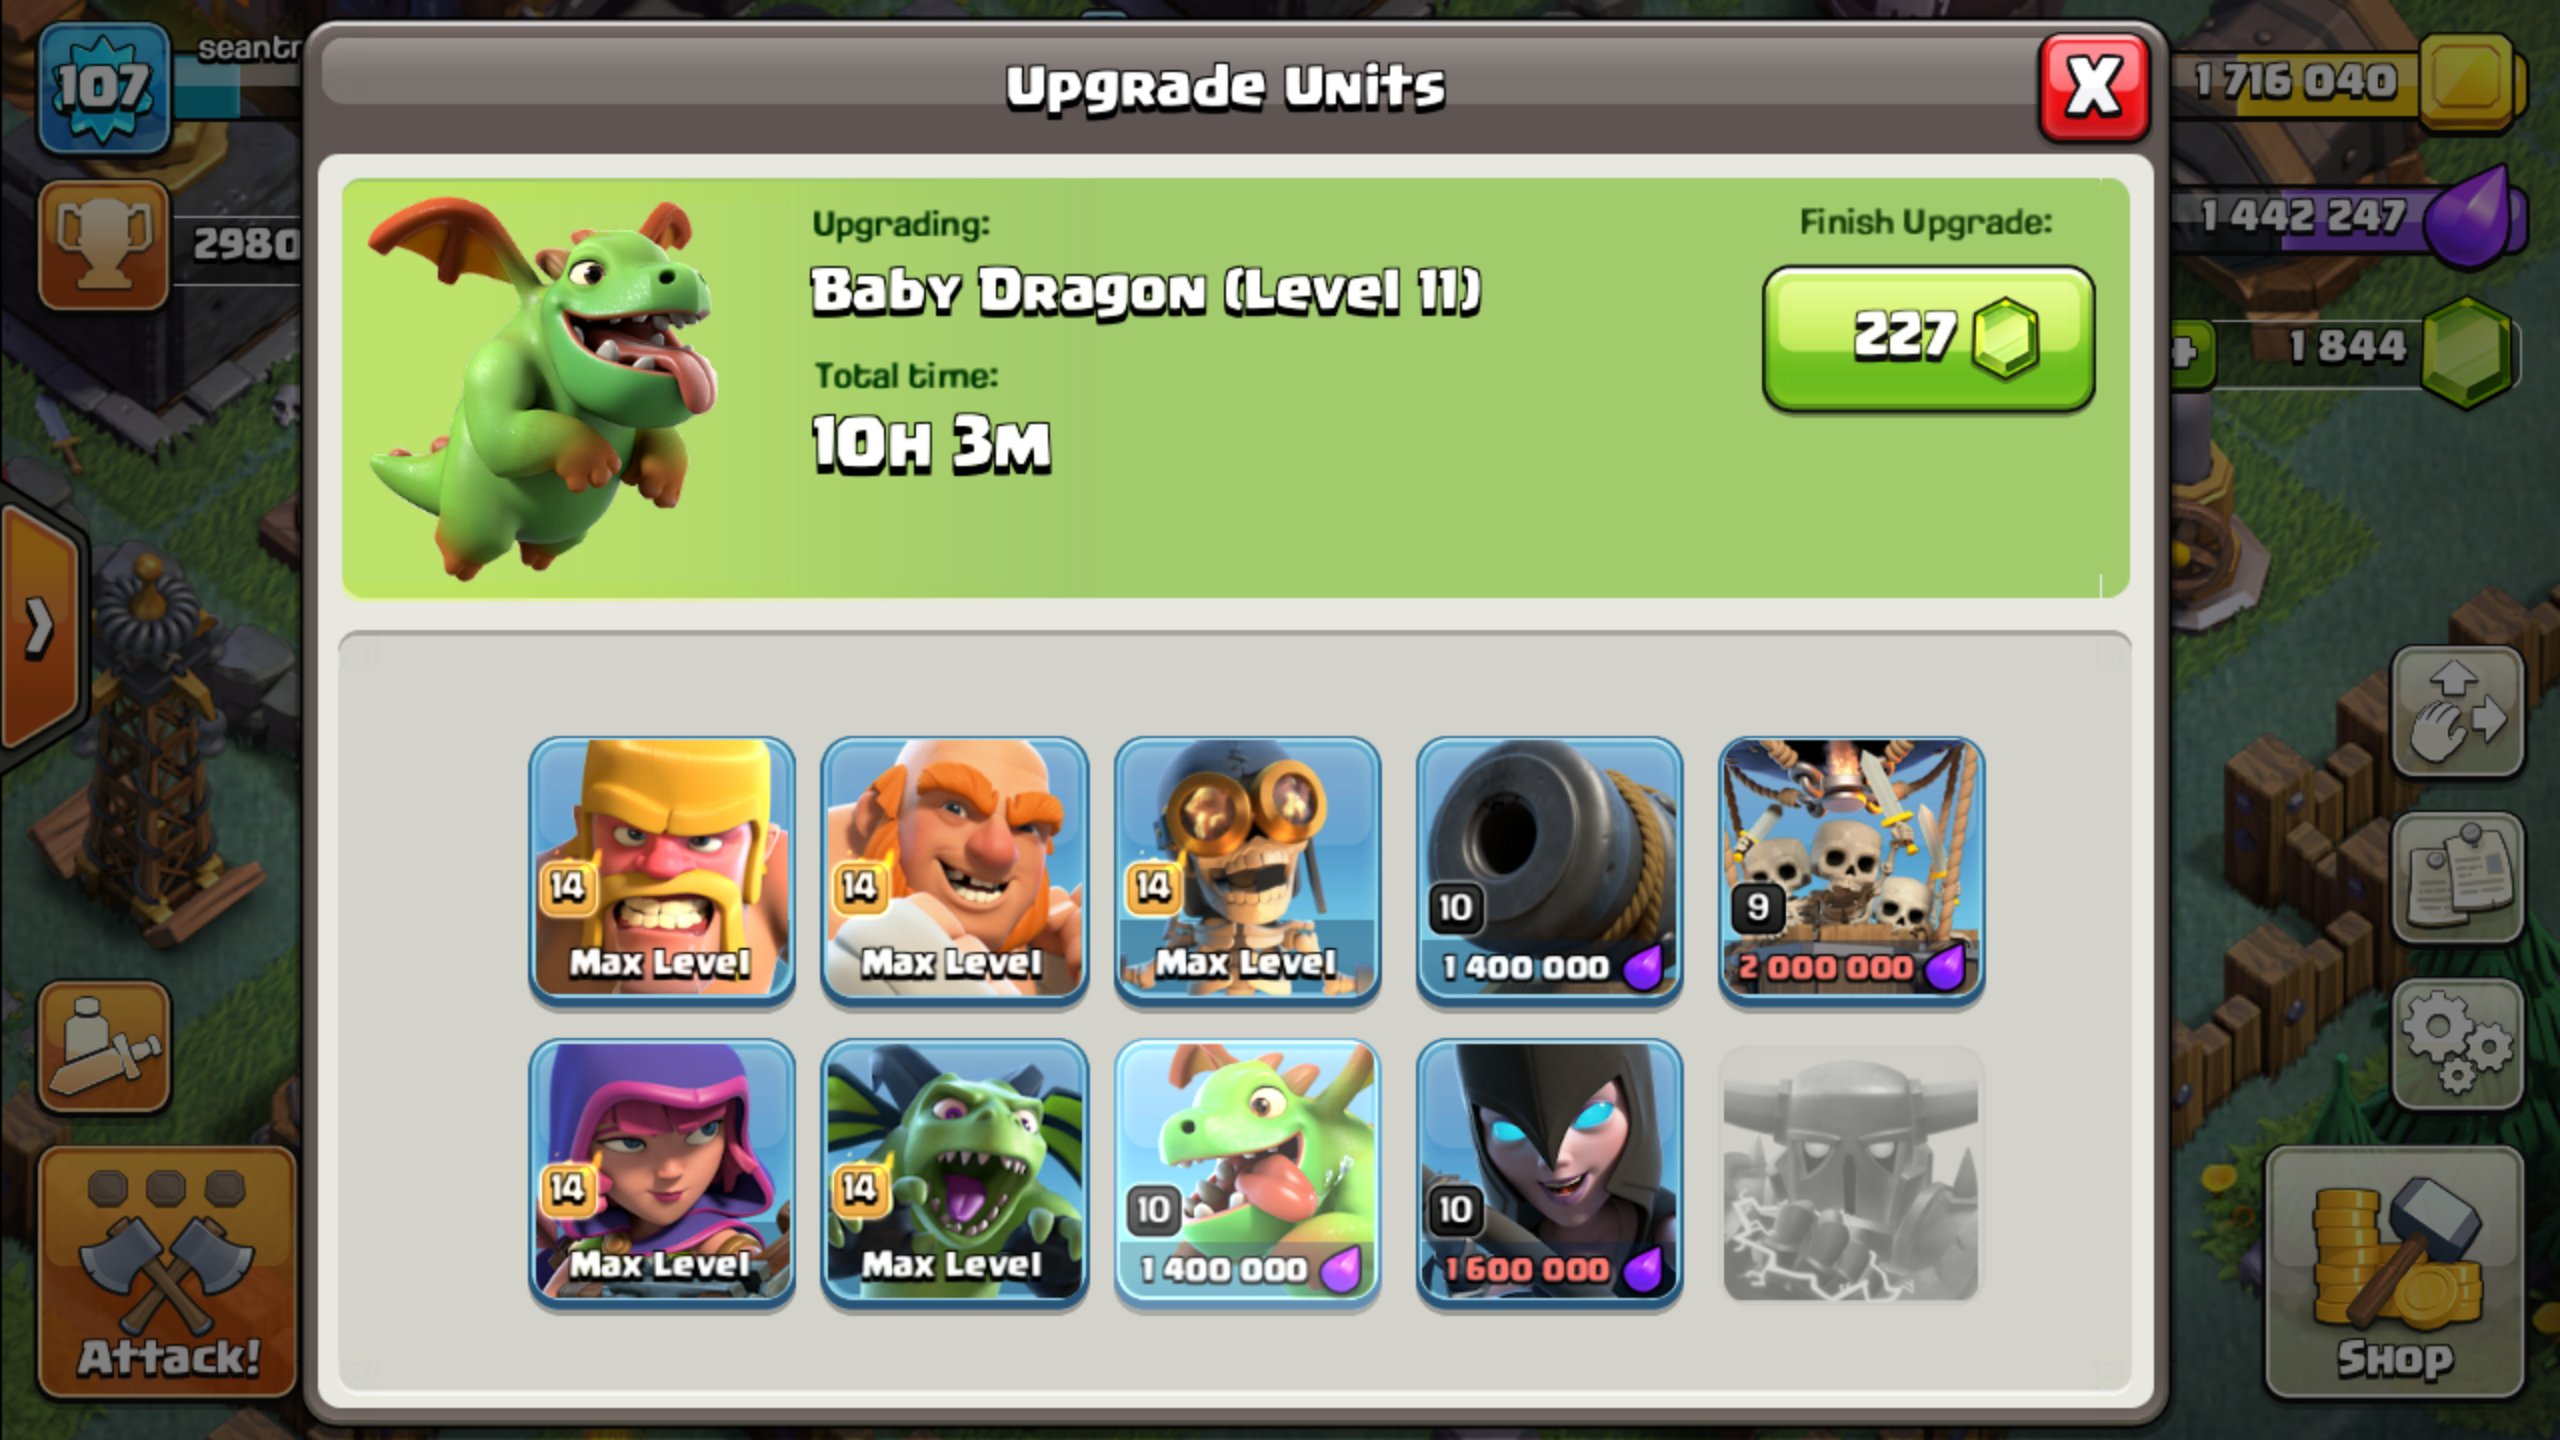 107
seantr
2980
Upgrade Units
X
1 716 040
1 442 247
1 844
Upgrading:
Baby Dragon (Level 11)
Total time:
10H 3M
Finish Upgrade:
227
14
Max Level
14
Max Level
14
Max Level
10
1 400 000
9
2 000 000
14
Max Level
14
Max Level
10
1 400 000
10
1 600 000
Attack!
Shop